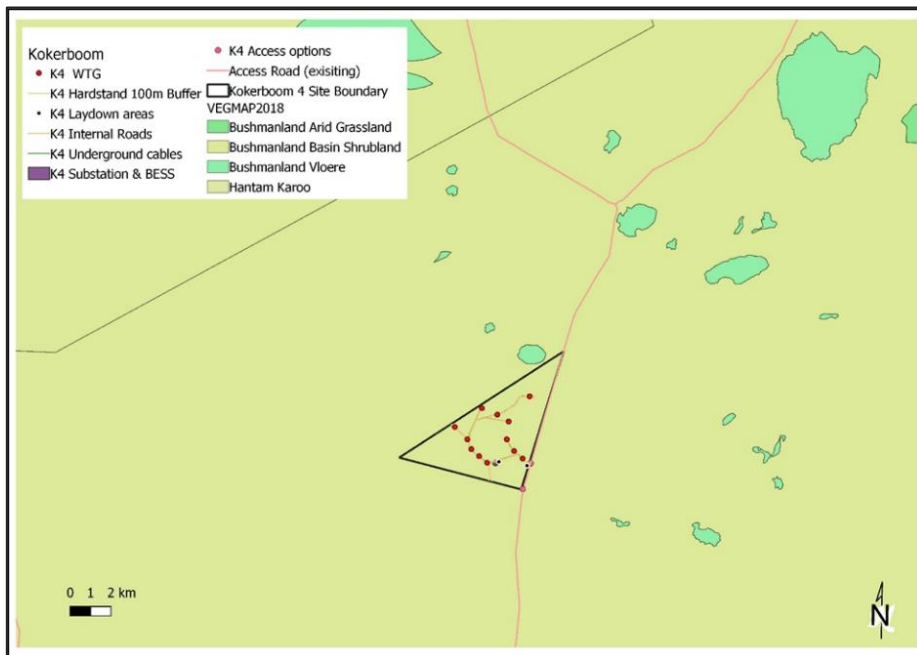 Kokerboom
K4 WTG
K4 Hardstand 100m Buffer
K4 Laydown areas
K4 Internal Roads
K4 Underground cables
K4 Substation & BESS
K4 Access options
Access Road (exisiting)
Kokerboom 4 Site Boundary
VEGMAP2018
Bushmanland Arid Grassland
Bushmanland Basin Shrubland
Bushmanland Vloere
Hantam Karoo
0 1 2 km
N